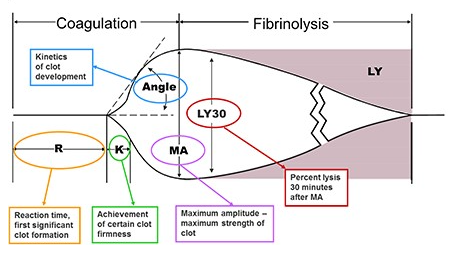 Coagulation
Fibrinolysis
Kinetics
of clot
development
Angle
LY
LY30
R
K
MA
Percent lysis
30 minutes
after MA
Reaction time,
first significant
clot formation
Achievement
of certain clot
firmness
Maximum amplitude –
maximum strength of
clot